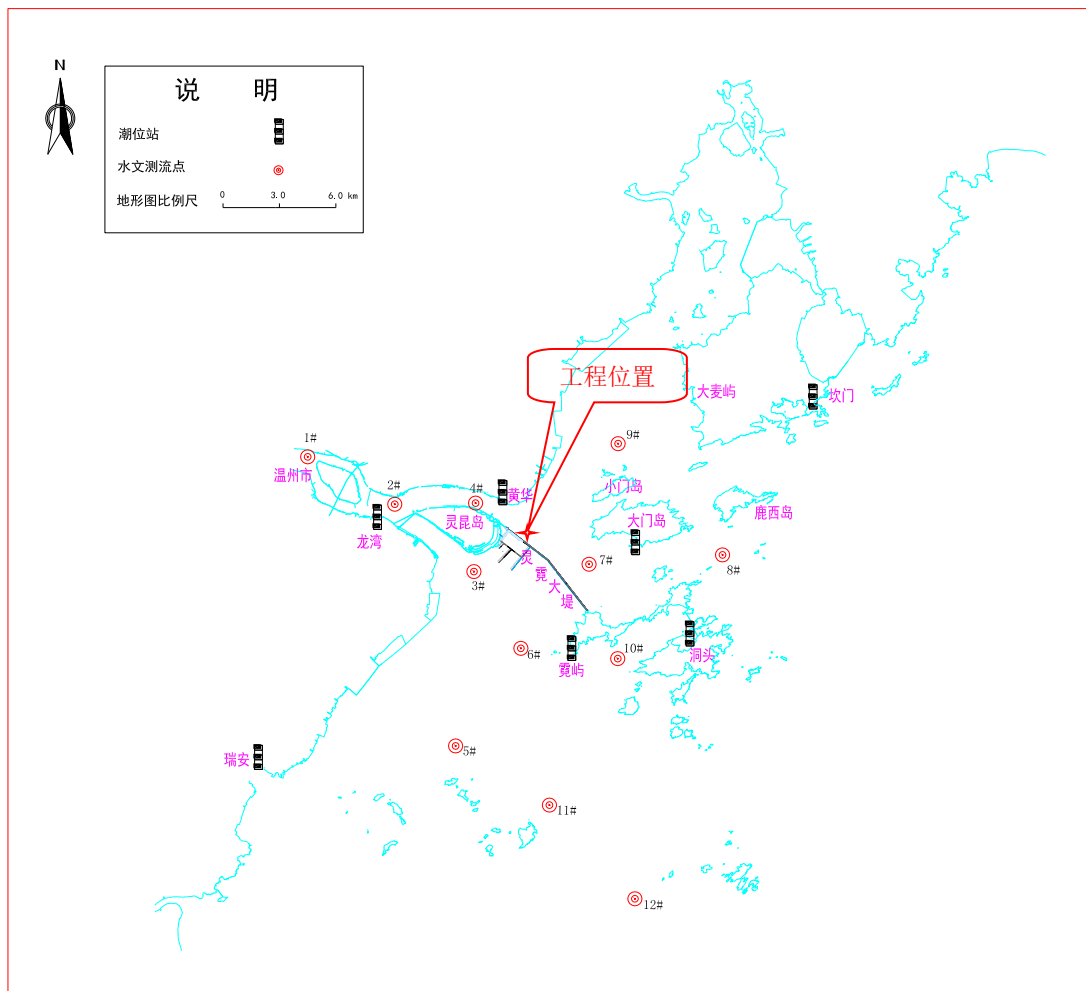 N
说 明
潮位站
水文测流点
地形图比例尺
0 3.0 6.0 km
工程位置
大麦屿
坎门
1#
9#
温州市
2#
4#
黄华
小门岛
鹿西岛
灵昆岛
大门岛
龙湾
灵霓大堤
7#
8#
3#
6#
霓屿
10#
洞头
瑞安
5#
11#
12#